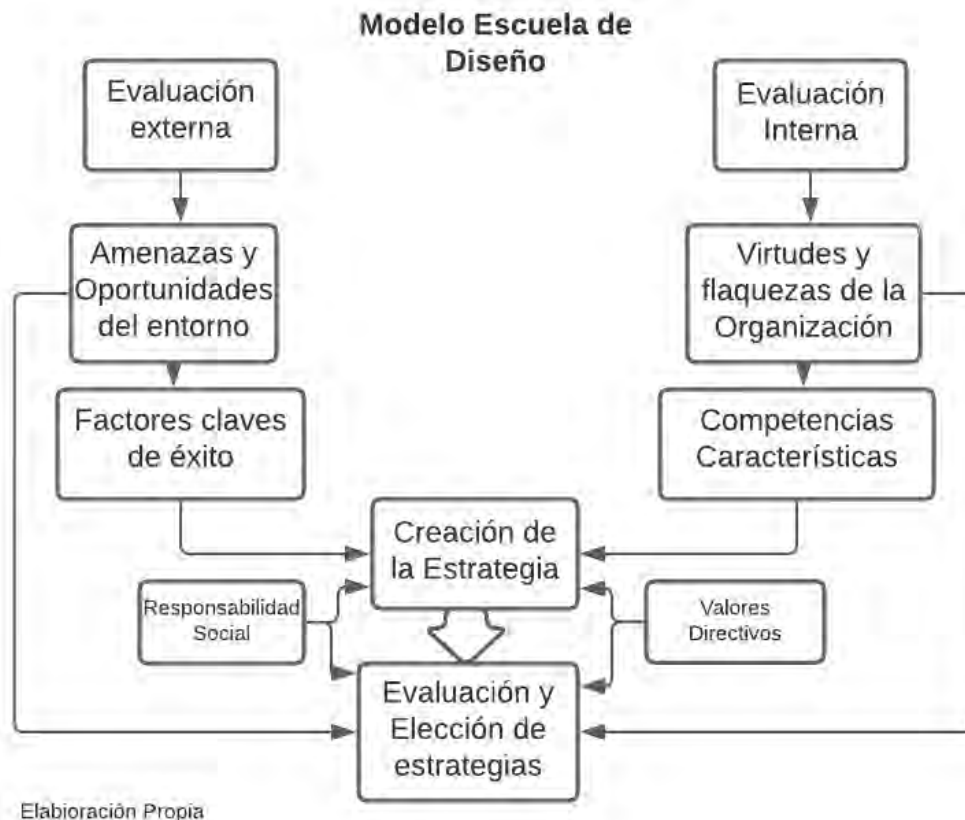 Modelo Escuela de
Diseño
Evaluación
externa
Evaluación
Interna
Amenazas y
Oportunidades
del entorno
Virtudes y
flaquezas de la
Organización
Factores claves
de éxito
Competencias
Características
Creación de
la Estrategia
Responsabilidad
Social
Valores
Directivos
Evaluación y
Elección de
estrategias
Elabioración Propia